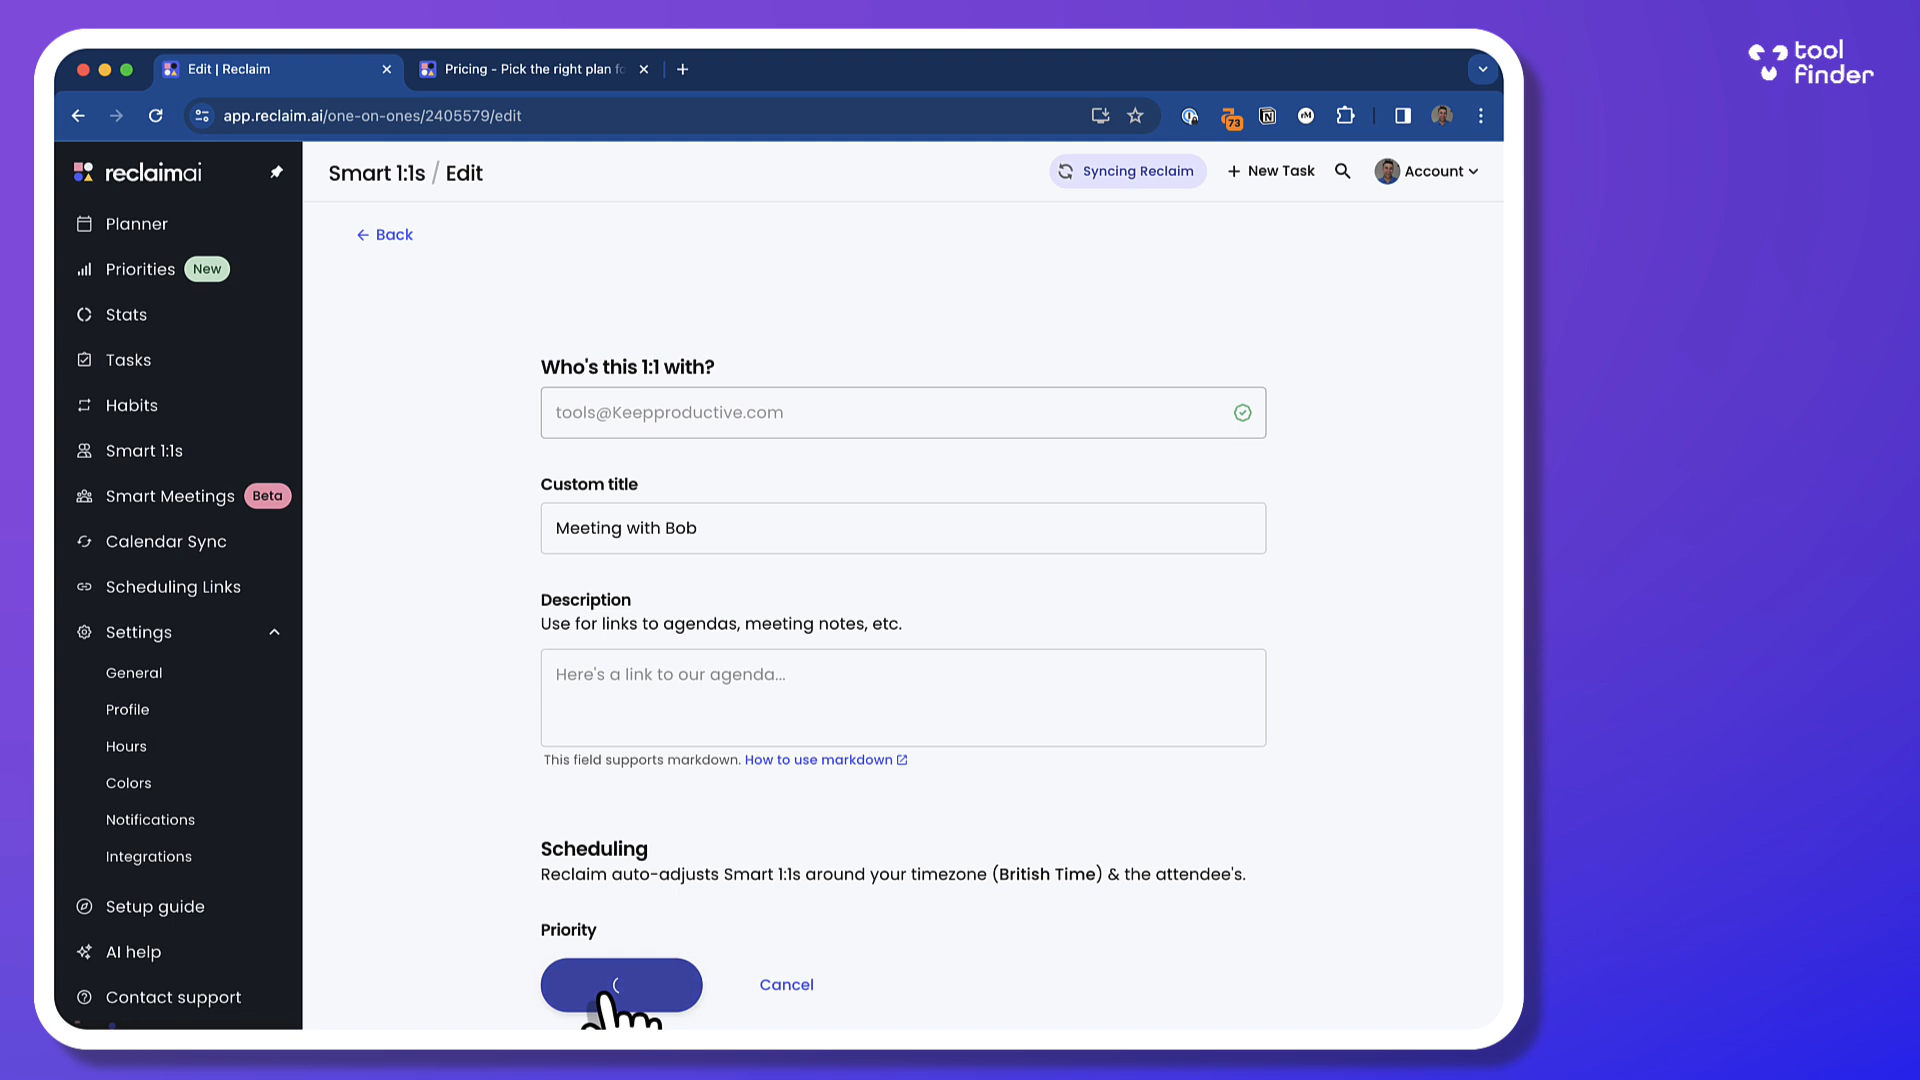 tool
finder
Edit | Reclaim
Pricing - Pick the right plan fo
app.reclaim.ai/one-on-ones/2405579/edit
73
N
rM
reclaimai
Smart 1:1s / Edit
Syncing Reclaim
New Task
Account
Planner
Priorities New
Stats
Tasks
Habits
Smart 1:1s
Smart Meetings Beta
Calendar Sync
Scheduling Links
Settings
General
Profile
Hours
Colors
Notifications
Integrations
Setup guide
AI help
Contact support
Back
Who's this 1:1 with?
tools@Keepproductive.com
Custom title
Meeting with Bob
Description
Use for links to agendas, meeting notes, etc.
Here's a link to our agenda...
This field supports markdown. How to use markdown
Scheduling
Reclaim auto-adjusts Smart 1:1s around your timezone (British Time) & the attendee's.
Priority
Cancel